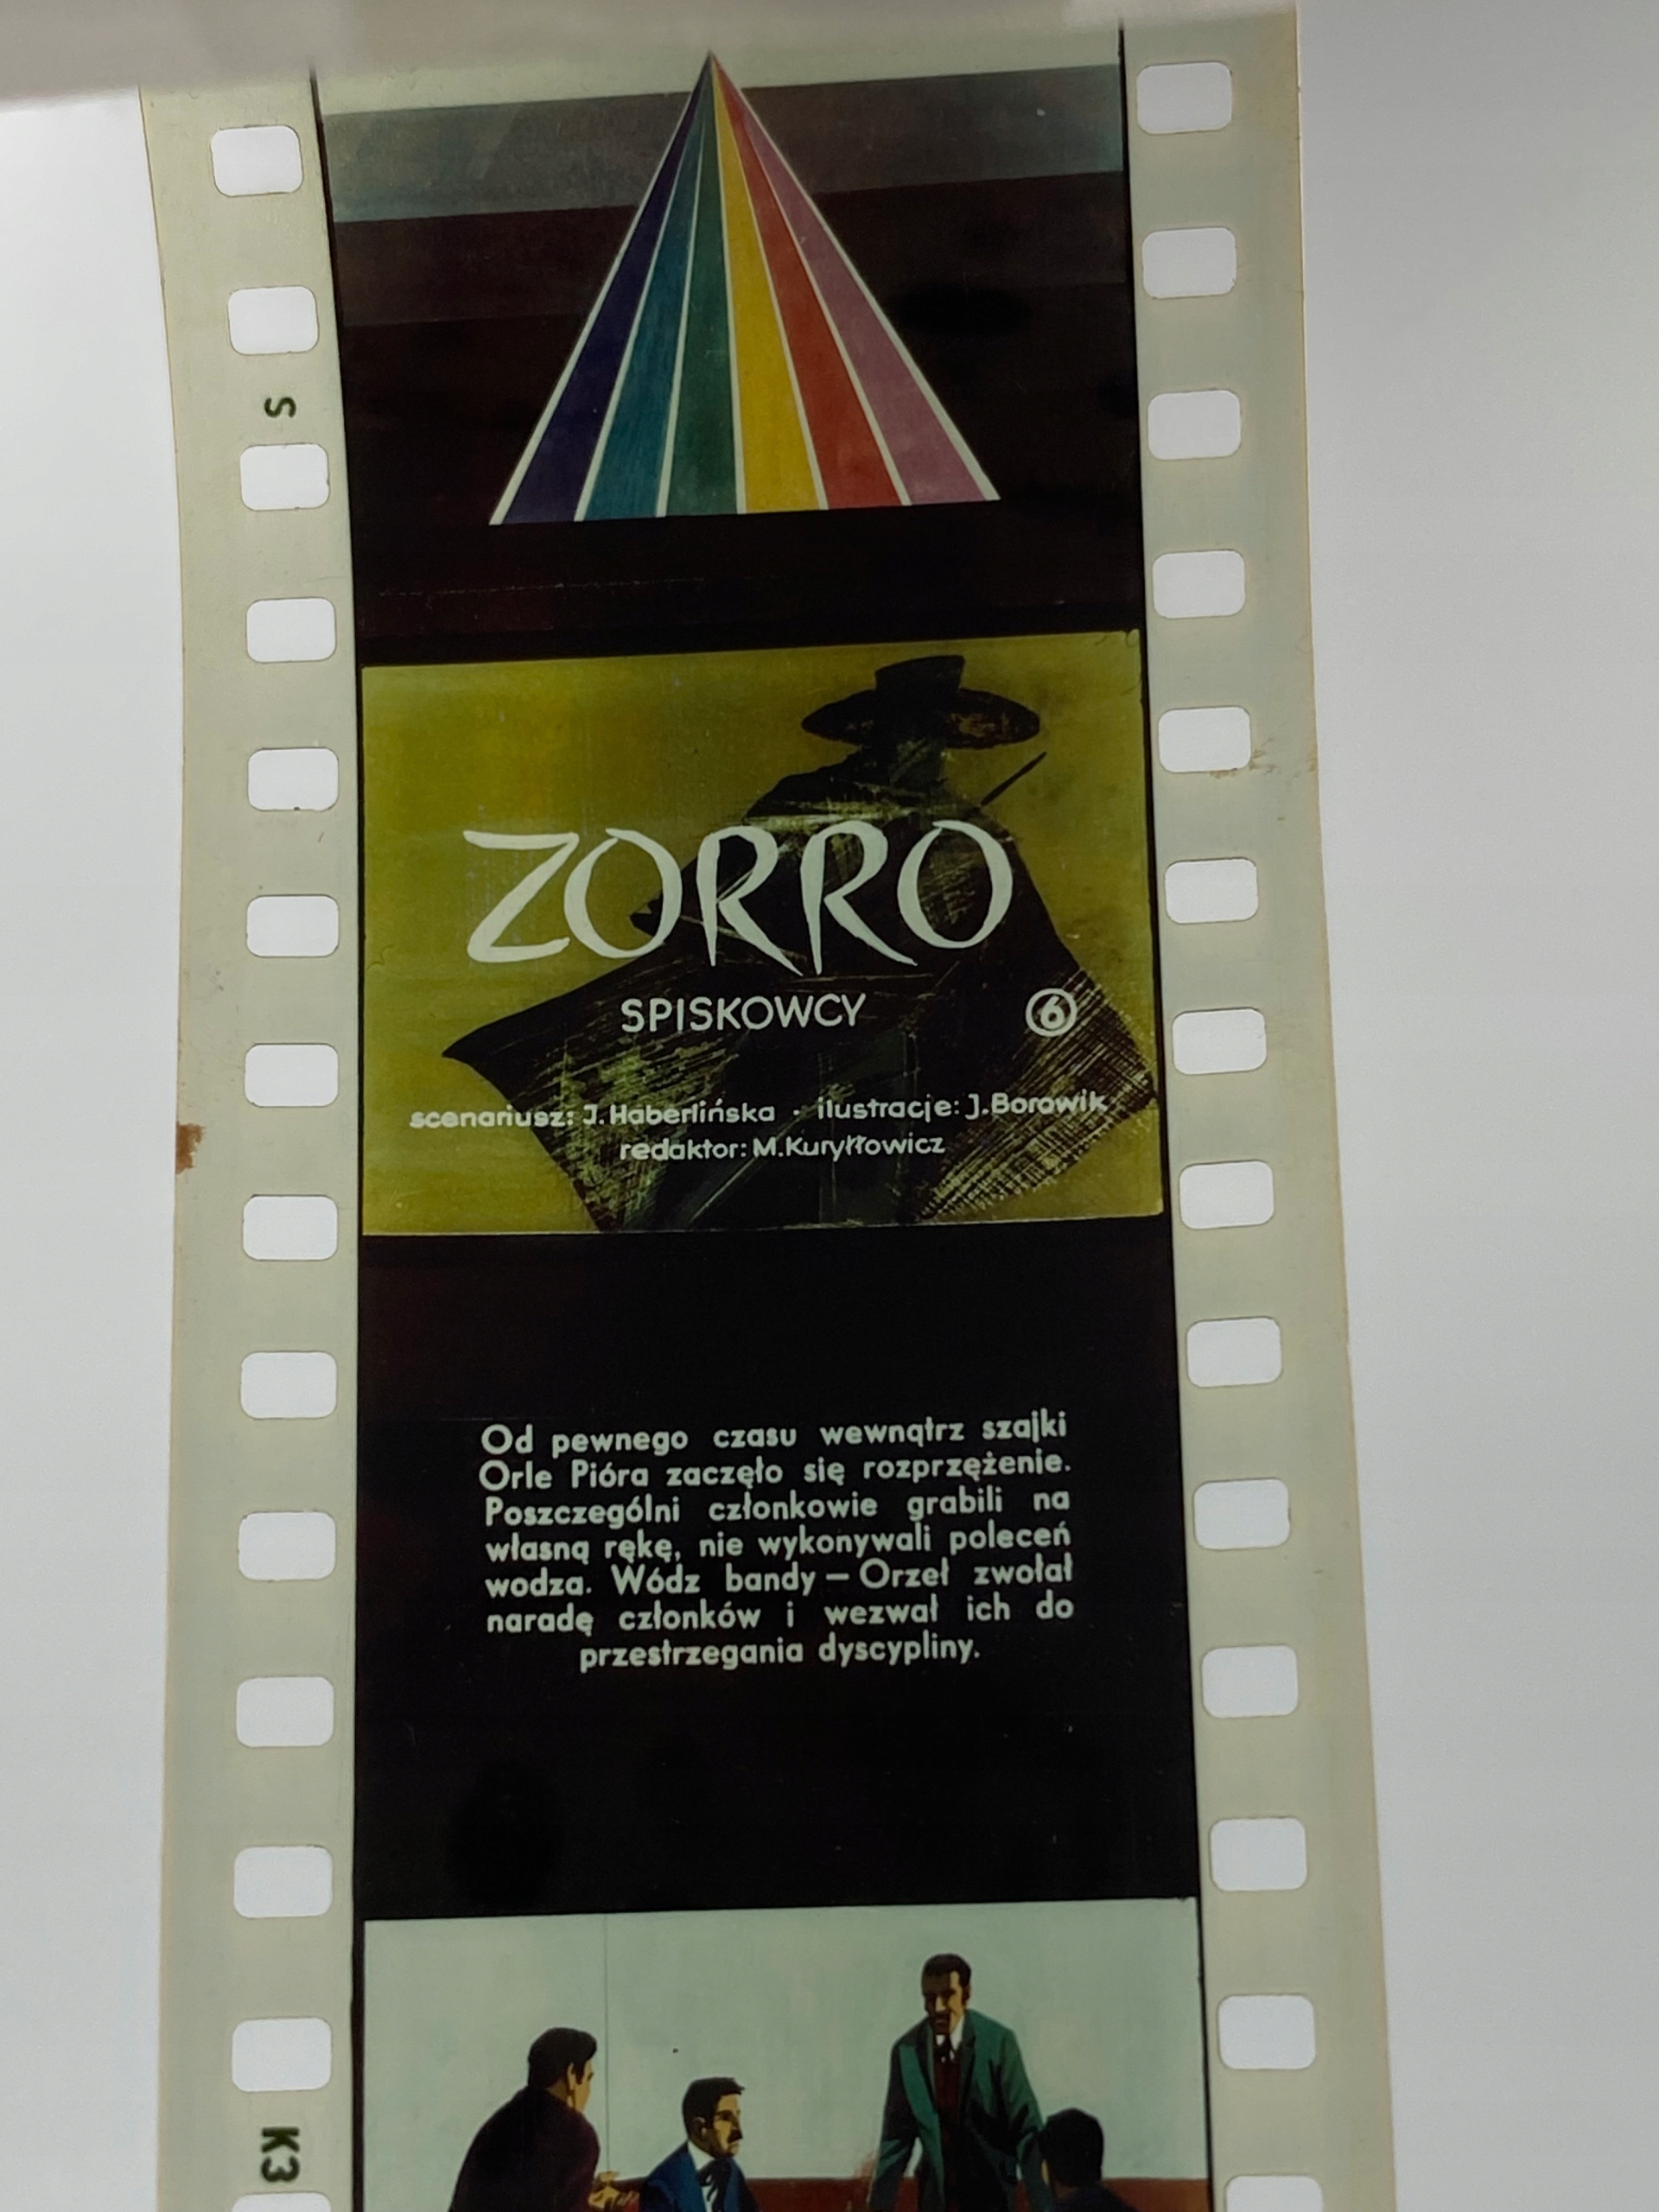 S
ZORRO
SPISKOWCY 6
scenariusz: J. Haberlińska · ilustracje: J. Borowik
redaktor: M. Kuryłłowicz
Od pewnego czasu wewnątrz szajki
Orle Pióra zaczęło się rozprzężenie.
Poszczególni członkowie grabili na
własną rękę, nie wykonywali poleceń
wodza. Wódz bandy — Orzeł zwołał
naradę członków i wezwał ich do
przestrzegania dyscypliny.
K3